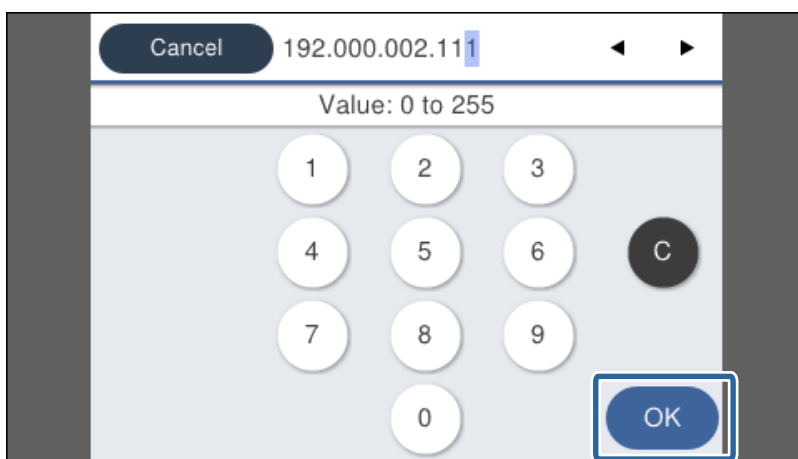 Cancel 192.000.002.111 ◄ ►
Value: 0 to 255
1 2 3
4 5 6 C
7 8 9
0 OK